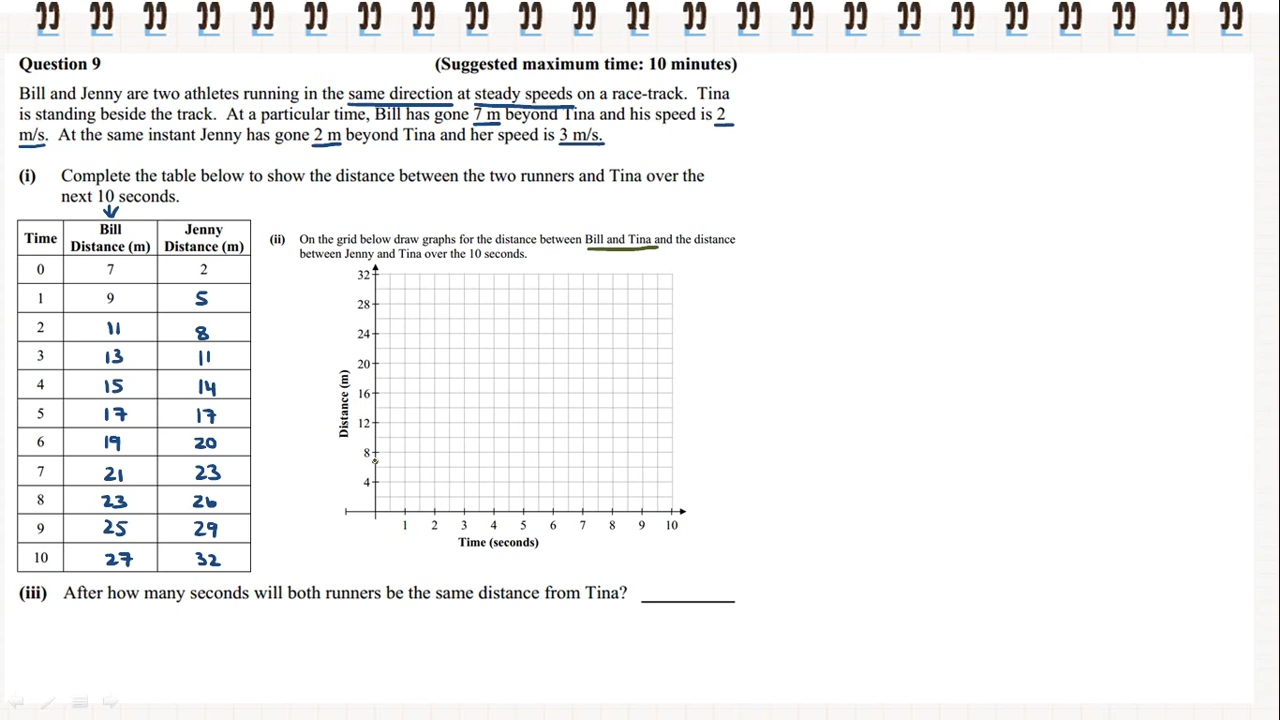 Question 9 (Suggested maximum time: 10 minutes)
Bill and Jenny are two athletes running in the same direction at steady speeds on a race-track. Tina
is standing beside the track. At a particular time, Bill has gone 7 m beyond Tina and his speed is 2
m/s. At the same instant Jenny has gone 2 m beyond Tina and her speed is 3 m/s.
(i) Complete the table below to show the distance between the two runners and Tina over the
next 10 seconds.
Time Bill Distance (m) Jenny Distance (m)
0 7 2
1 9 5
2 11 8
3 13 11
4 15 14
5 17 17
6 19 20
7 21 23
8 23 26
9 25 29
10 27 32
(ii) On the grid below draw graphs for the distance between Bill and Tina and the distance
between Jenny and Tina over the 10 seconds.
32
28
24
20
16
12
8
4
Distance (m)
1 2 3 4 5 6 7 8 9 10
Time (seconds)
(iii) After how many seconds will both runners be the same distance from Tina?